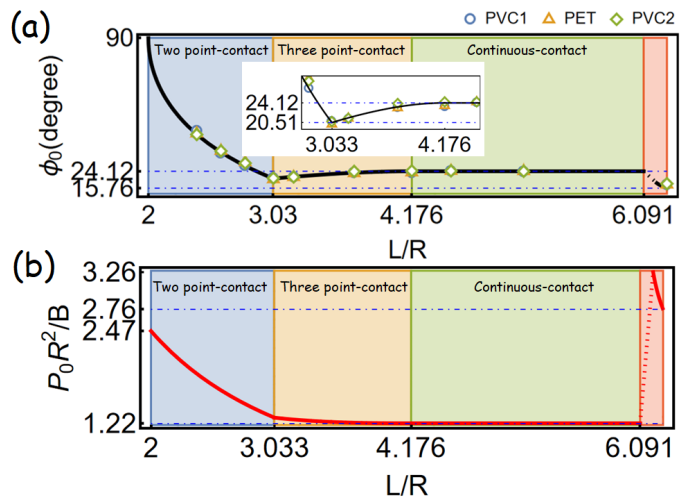 (a)
PVC1 PET PVC2
90
Two point-contact Three point-contact Continuous-contact
ϕ₀(degree)
24.12
20.51
3.033 4.176
24.12
15.76
2 3.03 4.176 6.091
L/R
(b)
3.26
Two point-contact Three point-contact Continuous-contact
2.76
2.47
P₀R²/B
1.22
2 3.033 4.176 6.091
L/R